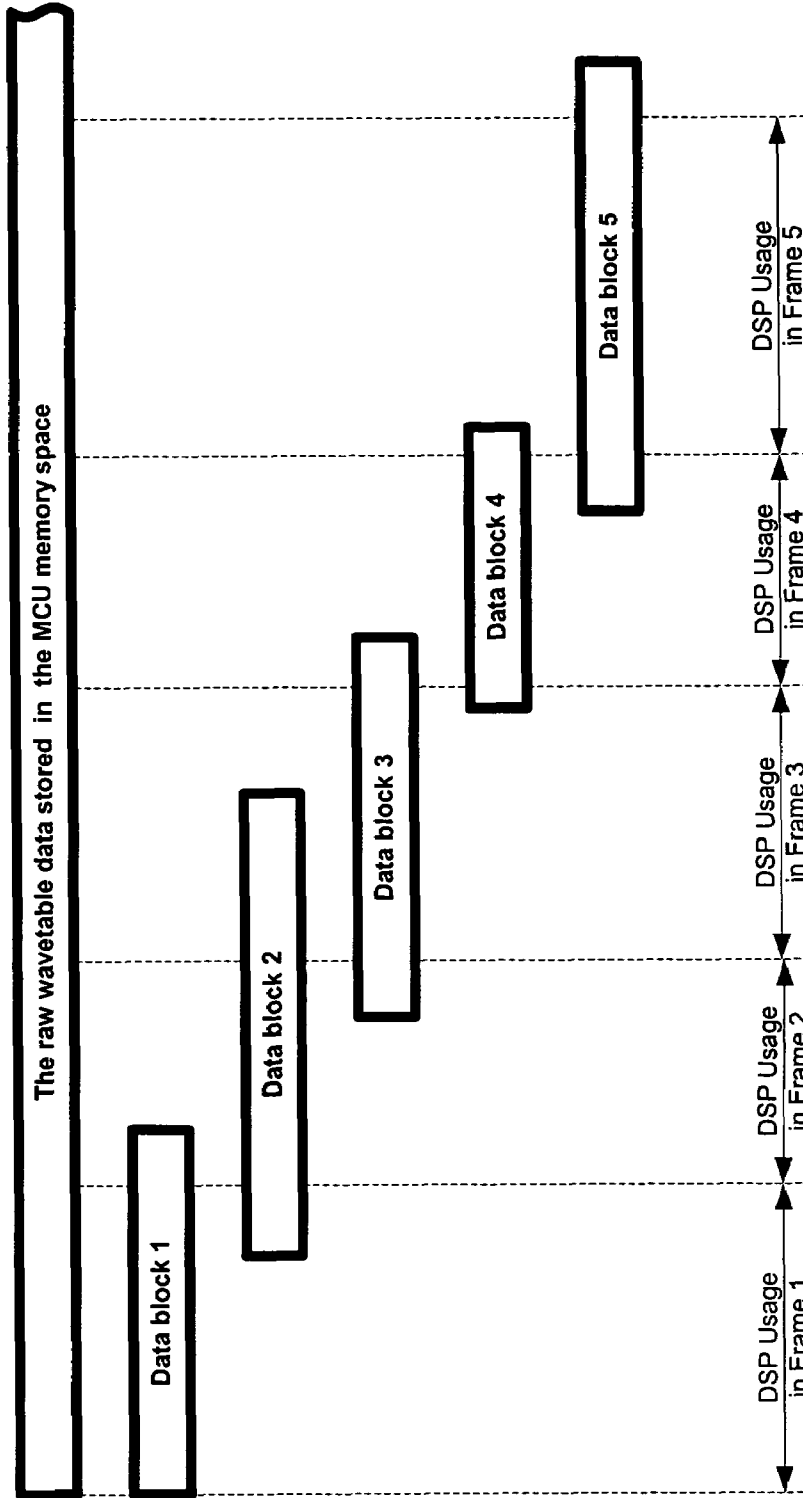 The raw wavetable data stored in the MCU memory space
Data block 1
Data block 2
Data block 3
Data block 4
Data block 5
DSP Usage
in Frame 1
DSP Usage
in Frame 2
DSP Usage
in Frame 3
DSP Usage
in Frame 4
DSP Usage
in Frame 5